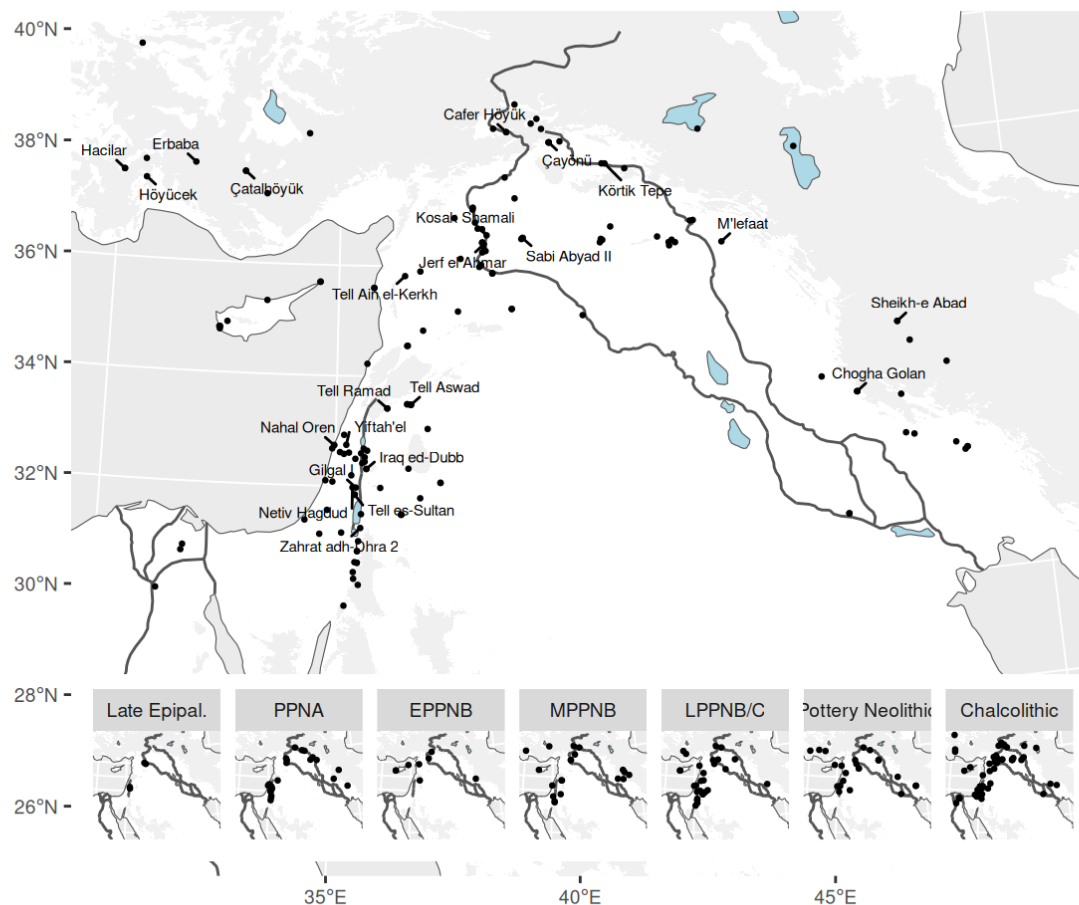 40°N
Cafer Höyük
38°N
Hacilar
Erbaba
Çayönü
Höyücek
Çatalhöyük
Körtik Tepe
Kosak Shamali
M'lefaat
36°N
Jerf el Ahmar
Sabi Abyad II
Tell Ain el-Kerkh
Sheikh-e Abad
34°N
Chogha Golan
Tell Ramad
Tell Aswad
Nahal Oren
Yiftah'el
Iraq ed-Dubb
32°N
Gilgal I
Netiv Hagdud
Tell es-Sultan
Zahrat adh-Dhra 2
30°N
28°N
Late Epipal.
PPNA
EPPNB
MPPNB
LPPNB/C
Pottery Neolithic
Chalcolithic
26°N
35°E
40°E
45°E